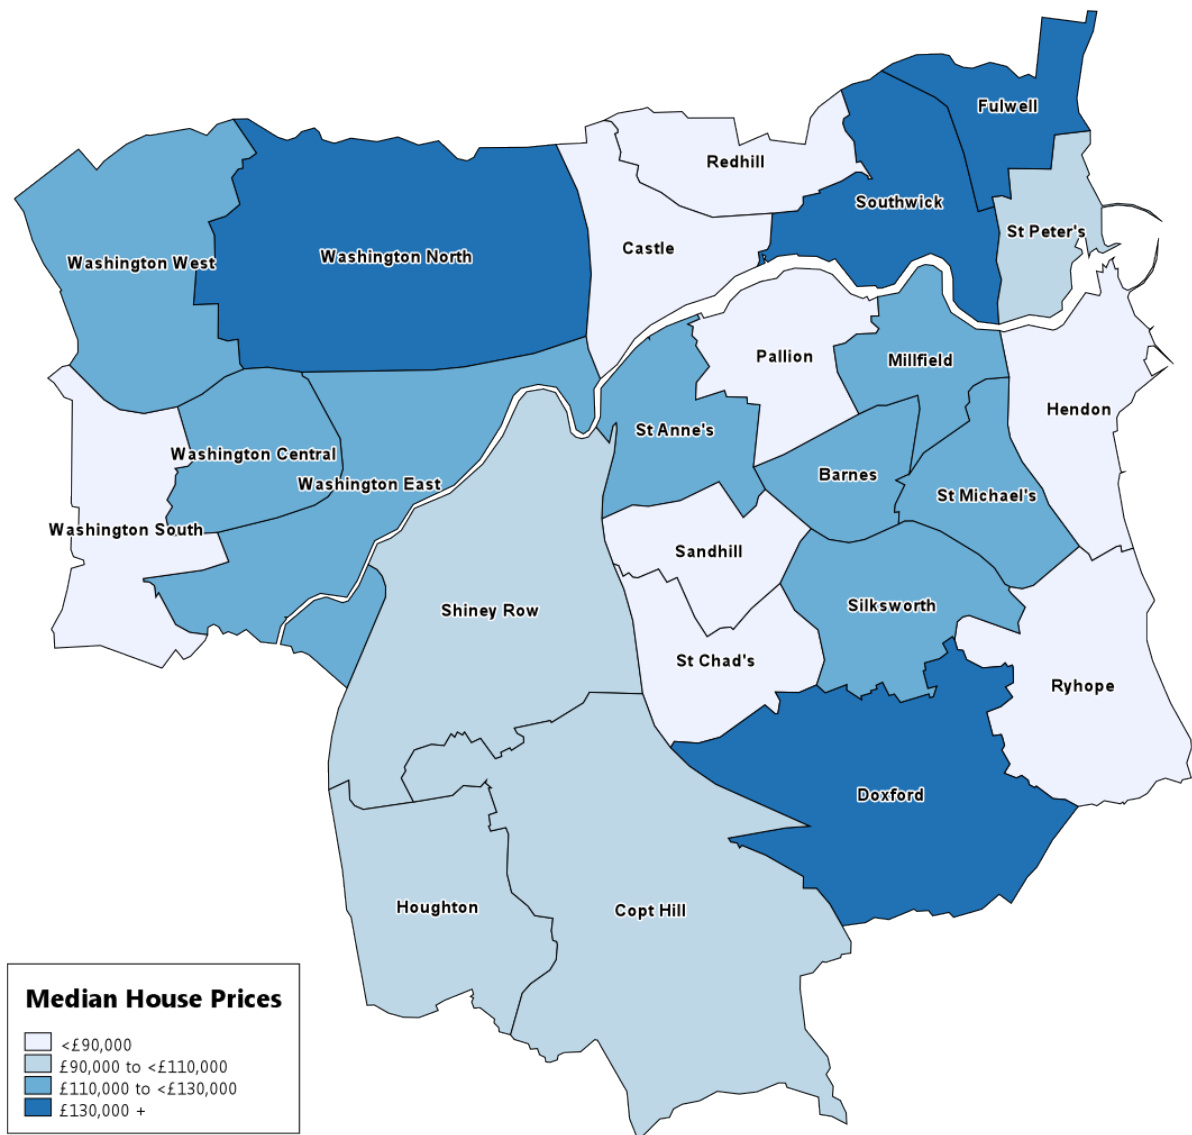 Fulwell
Redhill
Southwick
St Peter's
Castle
Washington North
Washington West
Pallion
Millfield
Hendon
St Anne's
Washington Central
Barnes
Washington East
St Michael's
Washington South
Sandhill
Silksworth
Shiney Row
St Chad's
Ryhope
Doxford
Houghton
Copt Hill
Median House Prices
<£90,000
£90,000 to <£110,000
£110,000 to <£130,000
£130,000 +